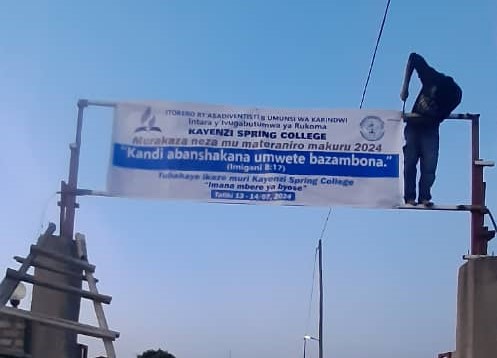 ITORERO RY'ABADIVENTISTI B'UMUNSI WA KARINDWI
Intara y'Ivugabutumwa ya Rukoma
KAYENZI SPRING COLLEGE
Murakaza neza mu materaniro makuru 2024
"Kandi abanshakana umwete bazambona."
(Imigani 8:17)
Tubahaye ikaze muri Kayenzi Spring College
"Imana mbere ya byose"
Tariki 13 - 14/07, 2024